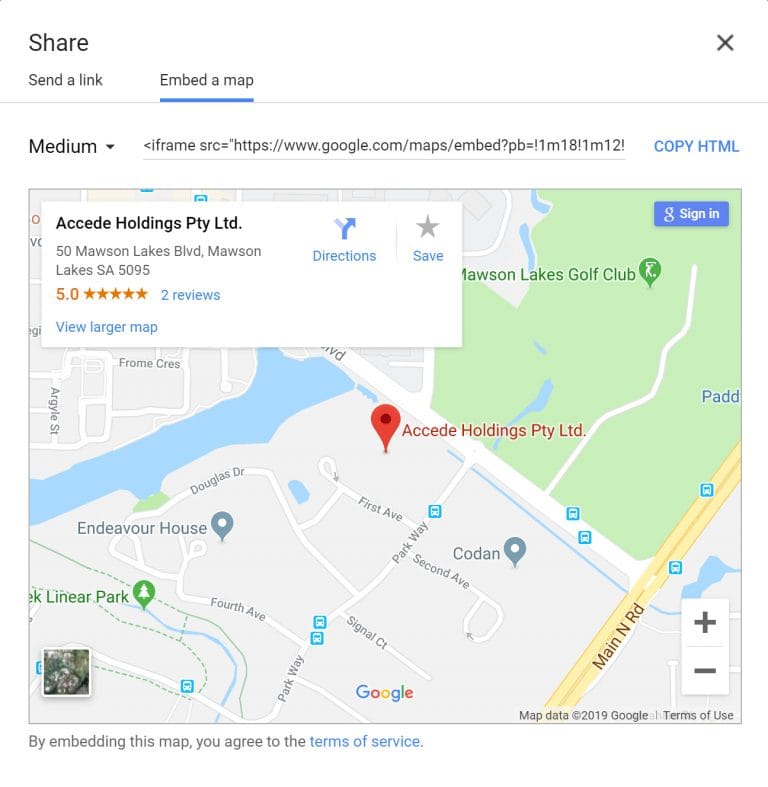 Share
Send a link
Embed a map
Medium
<iframe src="https://www.google.com/maps/embed?pb=!1m18!1m12!
COPY HTML
Accede Holdings Pty Ltd.
50 Mawson Lakes Blvd, Mawson
Lakes SA 5095
5.0 ★★★★★ 2 reviews
View larger map
Directions
Save
Sign in
Mawson Lakes Golf Club
Frome Cres
Argyle St
Padd
Accede Holdings Pty Ltd.
Douglas Dr
First Ave
Endeavour House
Park Way
Codan
Second Ave
ek Linear Park
Fourth Ave
Signal Ct
Main N Rd
Park Way
Google
Map data ©2019 Google
Terms of Use
By embedding this map, you agree to the terms of service.